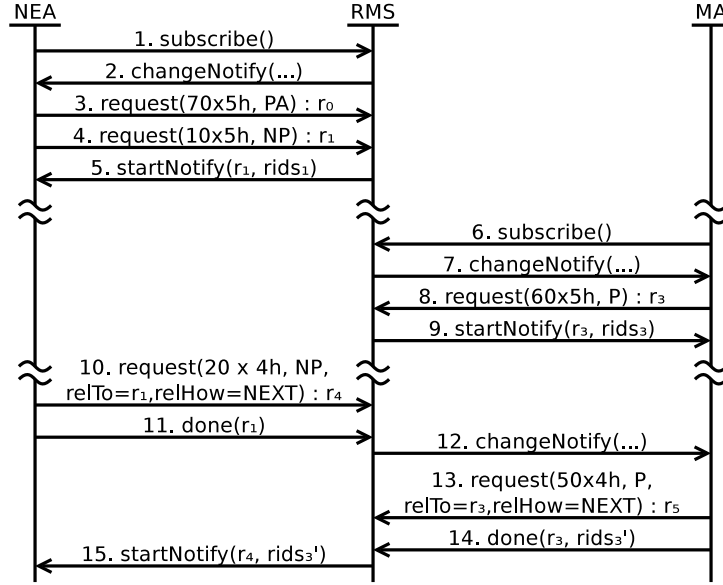 NEA RMS MA
1. subscribe()
2. changeNotify(...)
3. request(70x5h, PA) : r₀
4. request(10x5h, NP) : r₁
5. startNotify(r₁, rids₁)
6. subscribe()
7. changeNotify(...)
8. request(60x5h, P) : r₃
9. startNotify(r₃, rids₃)
10. request(20 x 4h, NP,
relTo=r₁,relHow=NEXT) : r₄
11. done(r₁)
12. changeNotify(...)
13. request(50x4h, P,
relTo=r₃,relHow=NEXT) : r₅
14. done(r₃, rids₃')
15. startNotify(r₄, rids₃')